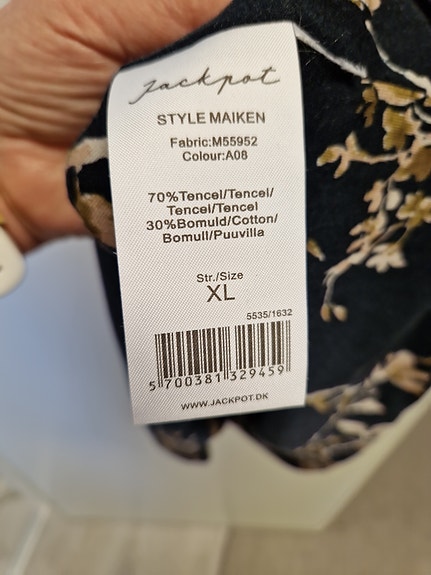 Jackpot
STYLE MAIKEN
Fabric:M55952
Colour:A08
70%Tencel/Tencel/
Tencel/Tencel
30%Bomuld/Cotton/
Bomull/Puuvilla
Str./Size
XL
5535/1632
5 700381 329459
WWW.JACKPOT.DK